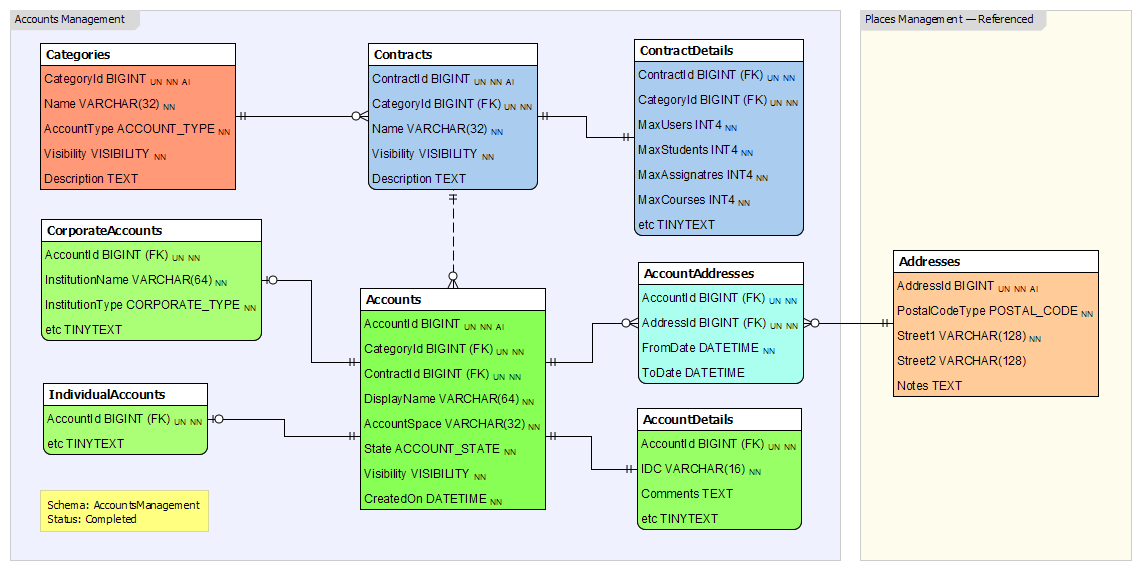 Accounts Management
Categories
CategoryId BIGINT UN NN AI
Name VARCHAR(32) NN
AccountType ACCOUNT_TYPE NN
Visibility VISIBILITY NN
Description TEXT
Contracts
ContractId BIGINT UN NN AI
CategoryId BIGINT (FK) UN NN
Name VARCHAR(32) NN
Visibility VISIBILITY NN
Description TEXT
ContractDetails
ContractId BIGINT (FK) UN NN
CategoryId BIGINT (FK) UN NN
MaxUsers INT4 NN
MaxStudents INT4 NN
MaxAssignatres INT4 NN
MaxCourses INT4 NN
etc TINYTEXT
CorporateAccounts
AccountId BIGINT (FK) UN NN
InstitutionName VARCHAR(64) NN
InstitutionType CORPORATE_TYPE NN
etc TINYTEXT
Accounts
AccountId BIGINT UN NN AI
CategoryId BIGINT (FK) UN NN
ContractId BIGINT (FK) UN NN
DisplayName VARCHAR(64) NN
AccountSpace VARCHAR(32) NN
State ACCOUNT_STATE NN
Visibility VISIBILITY NN
CreatedOn DATETIME NN
AccountAddresses
AccountId BIGINT (FK) UN NN
AddressId BIGINT (FK) UN NN
FromDate DATETIME NN
ToDate DATETIME
IndividualAccounts
AccountId BIGINT (FK) UN NN
etc TINYTEXT
AccountDetails
AccountId BIGINT (FK) UN NN
IDC VARCHAR(16) NN
Comments TEXT
etc TINYTEXT
Schema: AccountsManagement
Status: Completed
Places Management — Referenced
Addresses
AddressId BIGINT UN NN AI
PostalCodeType POSTAL_CODE NN
Street1 VARCHAR(128) NN
Street2 VARCHAR(128)
Notes TEXT